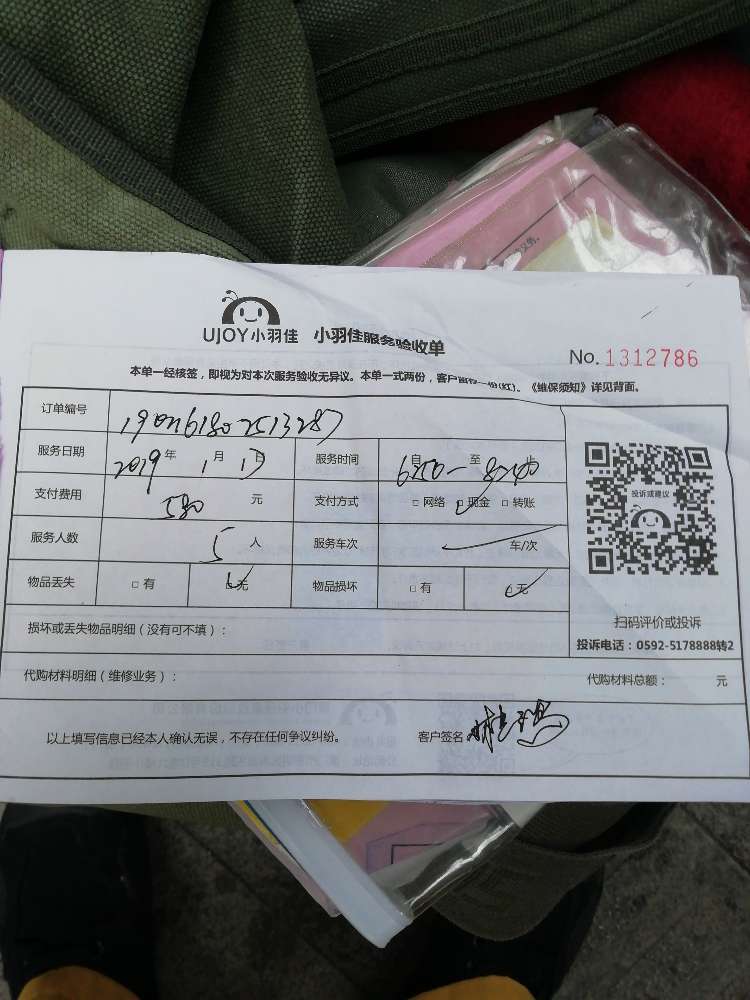 UJOY小羽佳 小羽佳服务验收单
No. 1312786
本单一经核签，即视为对本次服务验收无异议。本单一式两份，客户 (红)。《维保须知》详见背面。
订单编号
服务日期 2019 年 1 月 日 服务时间 自 至 止
支付费用 580 元 支付方式 □ 网络 □ 现金 □ 转账
服务人数 5 人 服务车次 车/次
物品丢失 □ 有 □ 无 物品损坏 □ 有 □ 无
投诉或建议
扫码评价或投诉
投诉电话：0592-5178888转2
损坏或丢失物品明细（没有可不填）：
代购材料明细（维修业务）： 代购材料总额： 元
以上填写信息已经本人确认无误，不存在任何争议纠纷。 客户签名